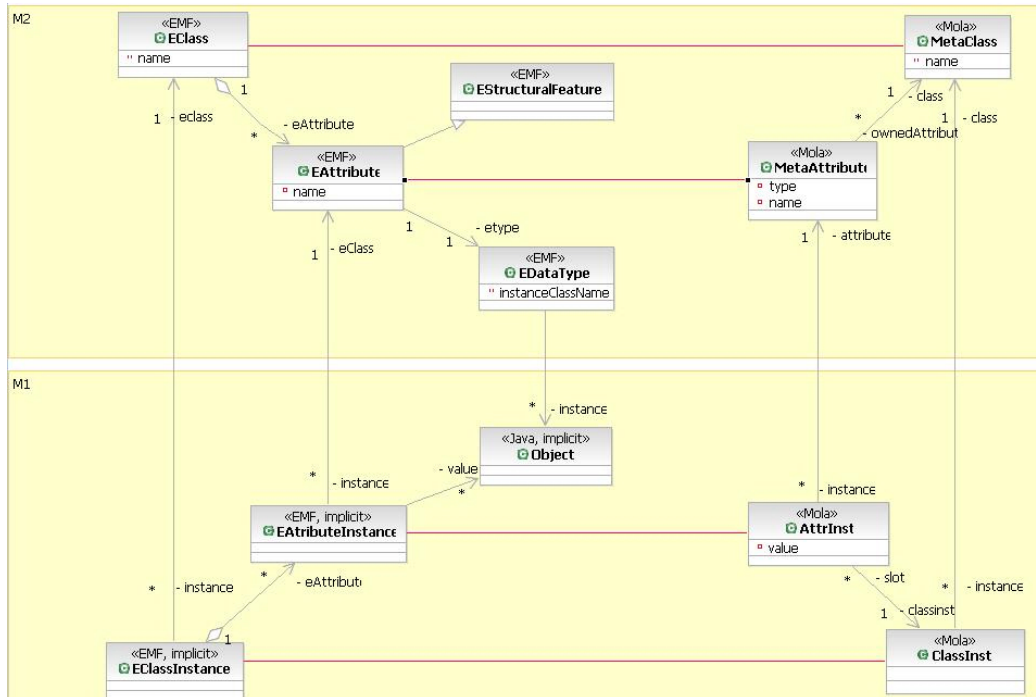 M2
«EMF»
EClass
name
«Mola»
MetaClass
name
1
- eclass
1
*
- eAttribute
«EMF»
EStructuralFeature
1
- class
*
- ownedAttribut
1
- class
«EMF»
EAttribute
name
«Mola»
MetaAttribute
type
name
1
- eClass
1
1
- etype
1
- attribute
«EMF»
EDataType
instanceClassName
M1
*
- instance
«Java, implicit»
Object
- value
*
*
- instance
*
- instance
«EMF, implicit»
EAtributeInstance
«Mola»
AttrInst
value
*
- instance
*
- eAttribut
1
*
- slot
1
- classinst
*
- instance
«EMF, implicit»
EClassInstance
«Mola»
ClassInst